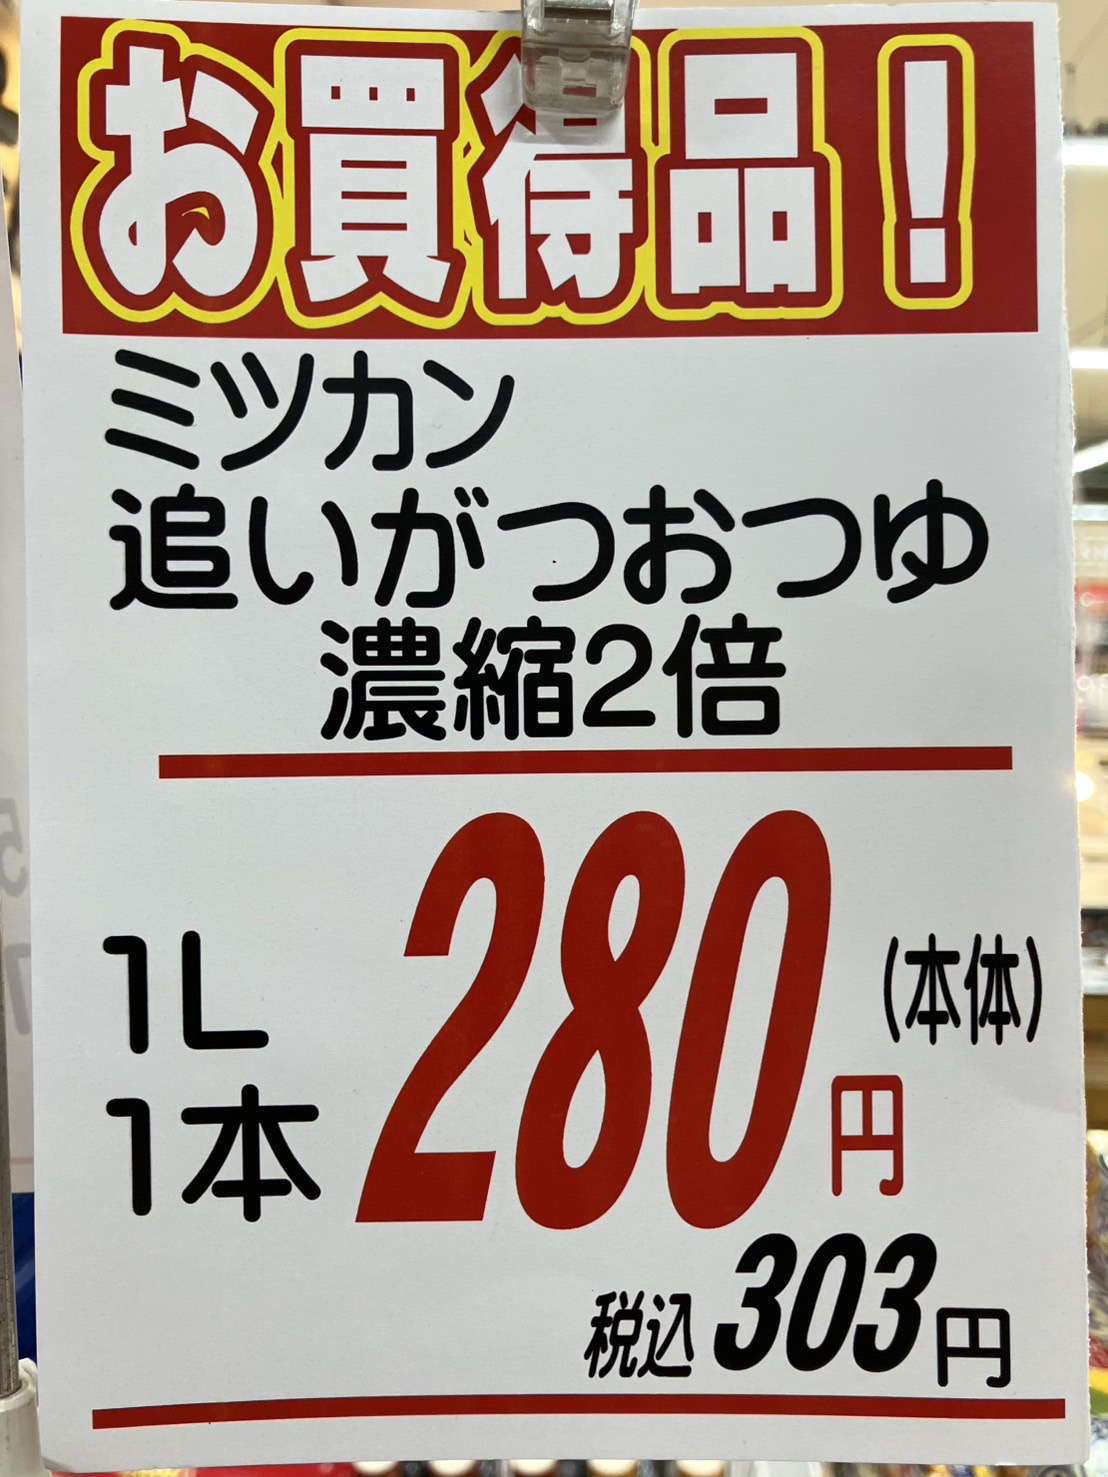 お買得品！
ミツカン
追いがつおつゆ
濃縮2倍
1L
1本
280円
(本体)
税込303円